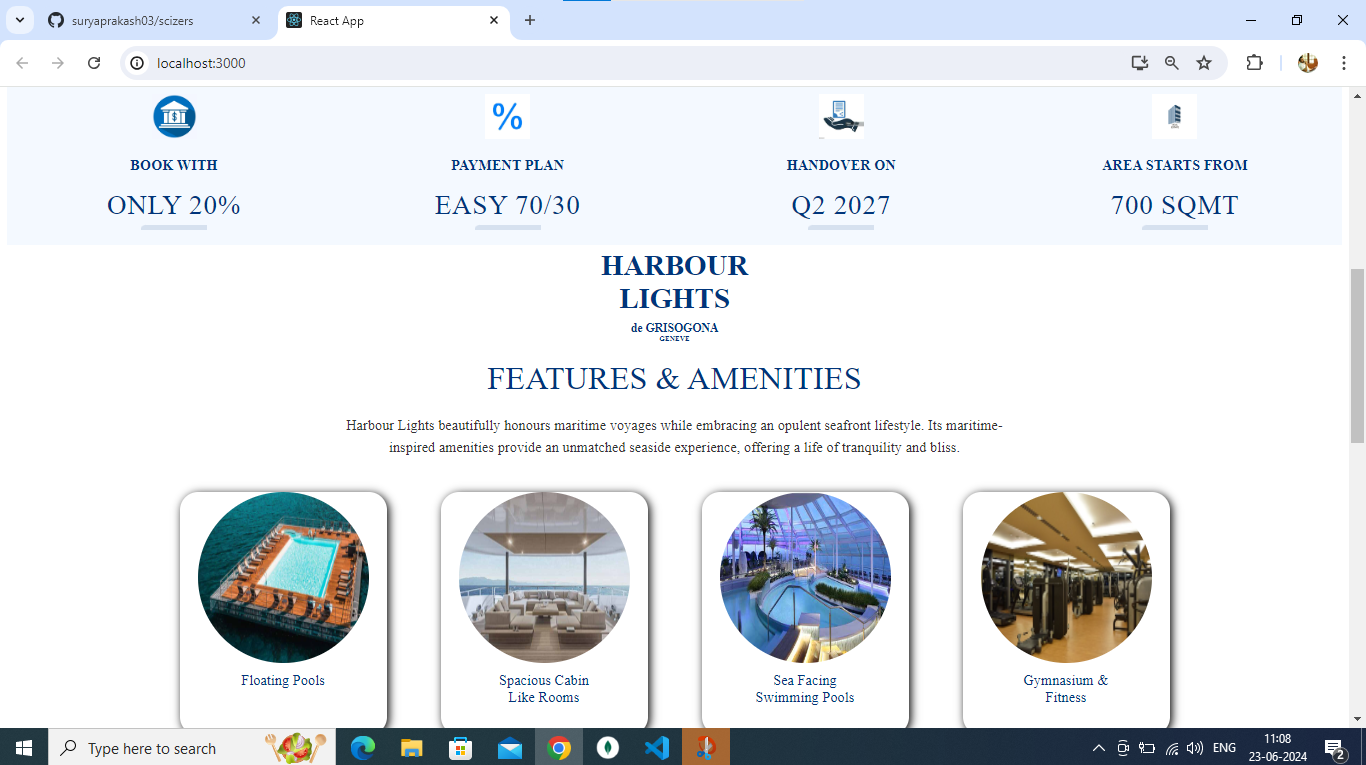 suryaprakash03/scizers
React App
localhost:3000
BOOK WITH
ONLY 20%
%
PAYMENT PLAN
EASY 70/30
HANDOVER ON
Q2 2027
AREA STARTS FROM
700 SQMT
HARBOUR
LIGHTS
de GRISOGONA
GENEVE
FEATURES & AMENITIES
Harbour Lights beautifully honours maritime voyages while embracing an opulent seafront lifestyle. Its maritime-
inspired amenities provide an unmatched seaside experience, offering a life of tranquility and bliss.
Floating Pools
Spacious Cabin
Like Rooms
Sea Facing
Swimming Pools
Gymnasium &
Fitness
Type here to search
ENG
11:08
23-06-2024
2